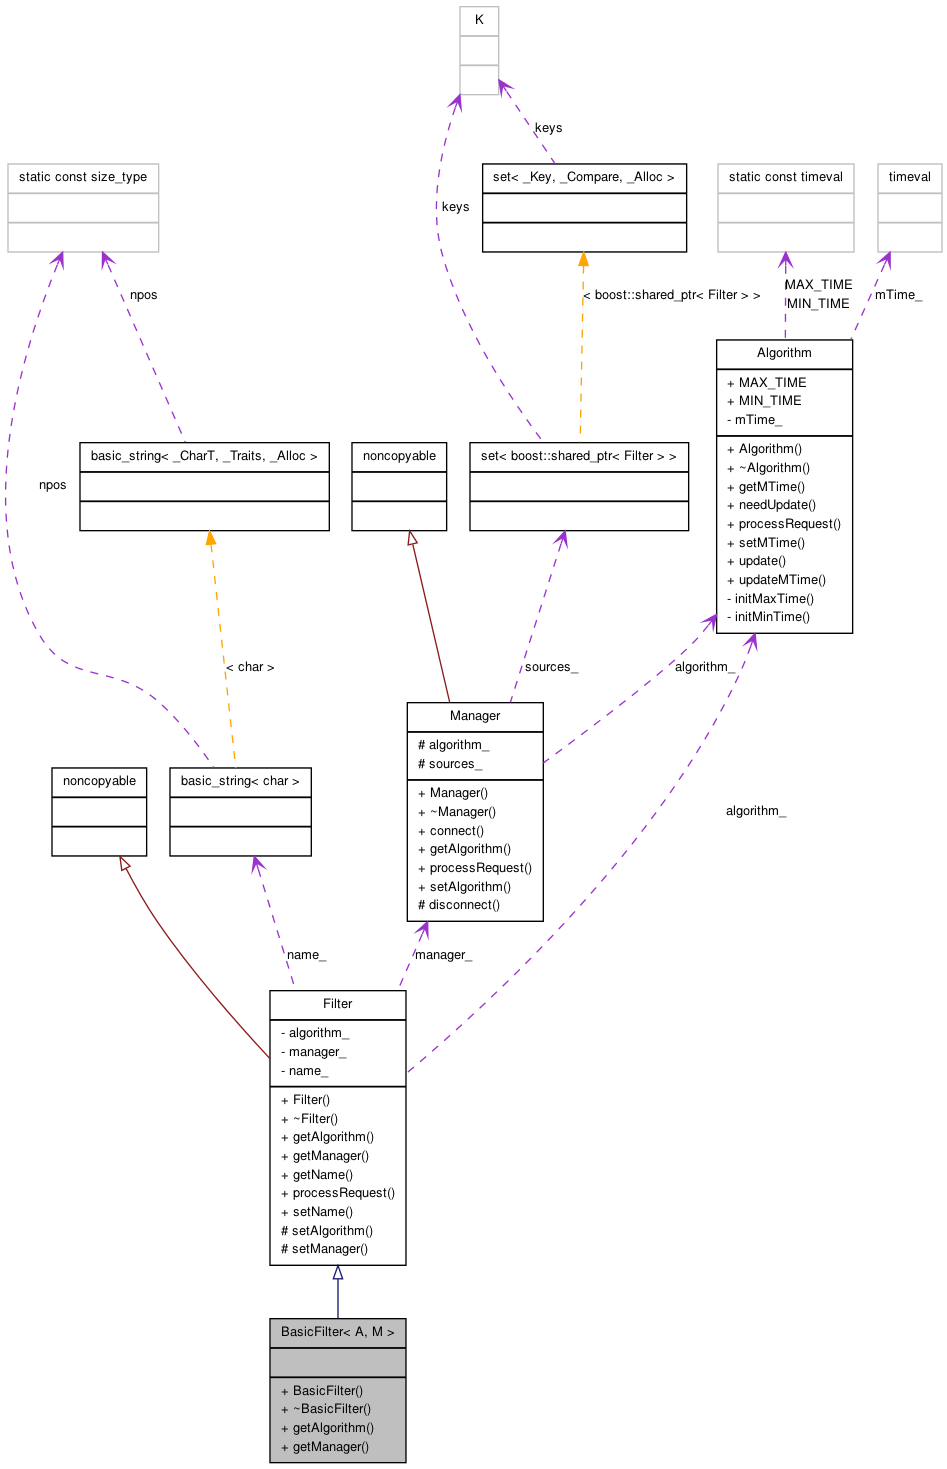 K
keys
static const size_type
set< _Key, _Compare, _Alloc >
static const timeval
timeval
keys
npos
< boost::shared_ptr< Filter > >
MAX_TIME
MIN_TIME
mTime_
Algorithm
+ MAX_TIME
+ MIN_TIME
- mTime_
+ Algorithm()
+ ~Algorithm()
+ getMTime()
+ needUpdate()
+ processRequest()
+ setMTime()
+ update()
+ updateMTime()
- initMaxTime()
- initMinTime()
basic_string< _CharT, _Traits, _Alloc >
noncopyable
set< boost::shared_ptr< Filter > >
npos
< char >
sources_
algorithm_
Manager
# algorithm_
# sources_
+ Manager()
+ ~Manager()
+ connect()
+ getAlgorithm()
+ processRequest()
+ setAlgorithm()
# disconnect()
noncopyable
basic_string< char >
algorithm_
name_
manager_
Filter
- algorithm_
- manager_
- name_
+ Filter()
+ ~Filter()
+ getAlgorithm()
+ getManager()
+ getName()
+ processRequest()
+ setName()
# setAlgorithm()
# setManager()
BasicFilter< A, M >
+ BasicFilter()
+ ~BasicFilter()
+ getAlgorithm()
+ getManager()